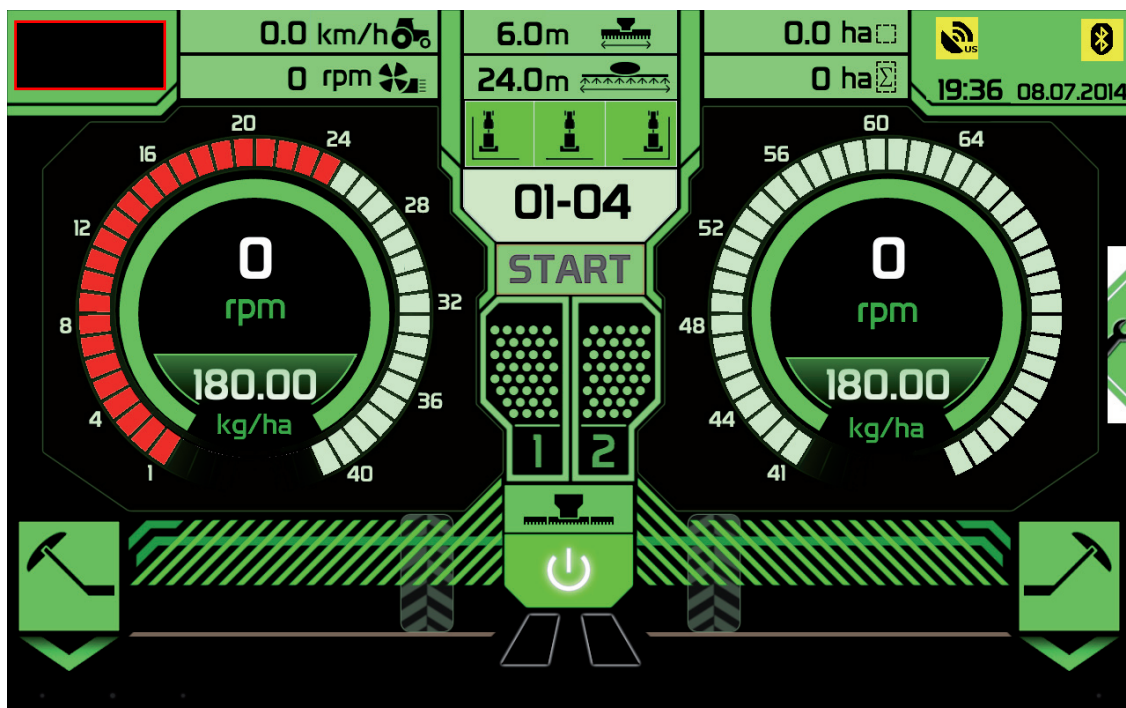 0.0 km/h
6.0m
0.0 ha
US
0 rpm
24.0m
0 ha Σ
19:36 08.07.2014
01-04
START
20
16
24
12
28
8
32
4
36
1
40
0
rpm
180.00
kg/ha
60
56
64
52
48
44
41
0
rpm
180.00
kg/ha
1
2